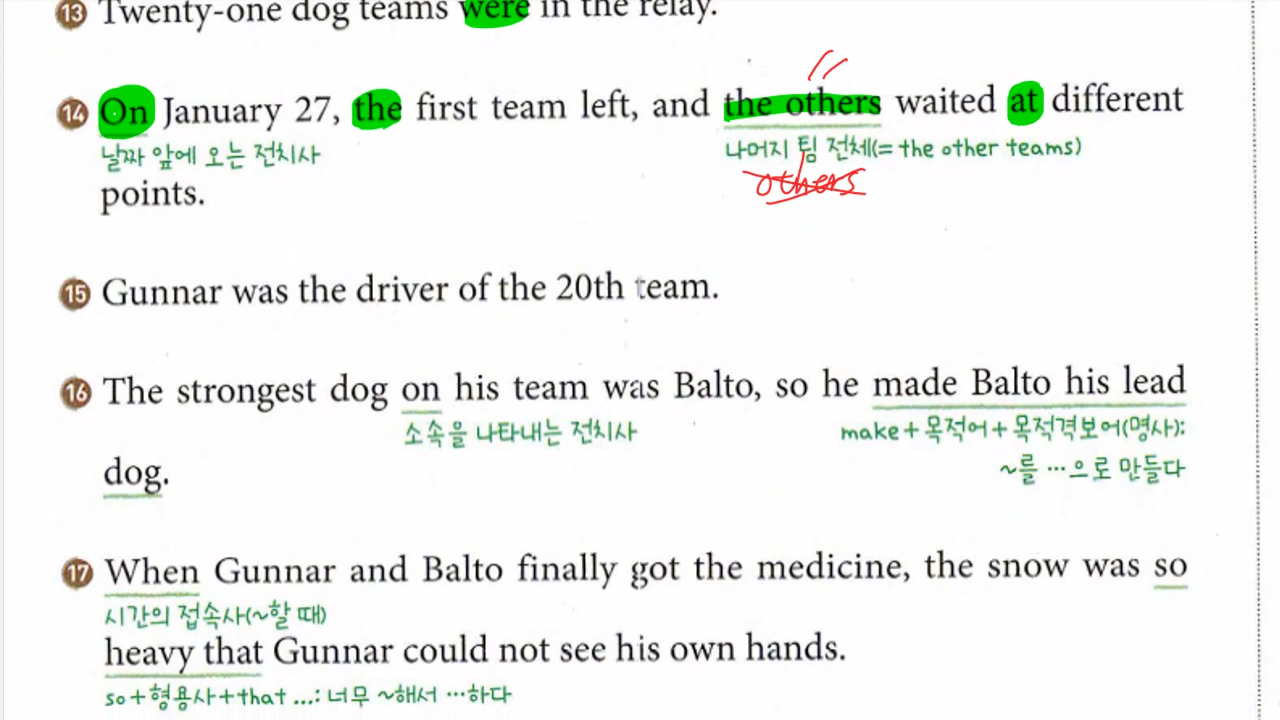 13 Twenty-one dog teams were in the relay.
14 On January 27, the first team left, and the others waited at different
날짜 앞에 오는 전치사 나머지 팀 전체(= the other teams)
others
points.
15 Gunnar was the driver of the 20th team.
16 The strongest dog on his team was Balto, so he made Balto his lead
소속을 나타내는 전치사 make+목적어+목적격보어(명사):
~를 …으로 만들다
dog.
17 When Gunnar and Balto finally got the medicine, the snow was so
시간의 접속사(~할 때)
heavy that Gunnar could not see his own hands.
so+형용사+that …: 너무 ~해서 …하다